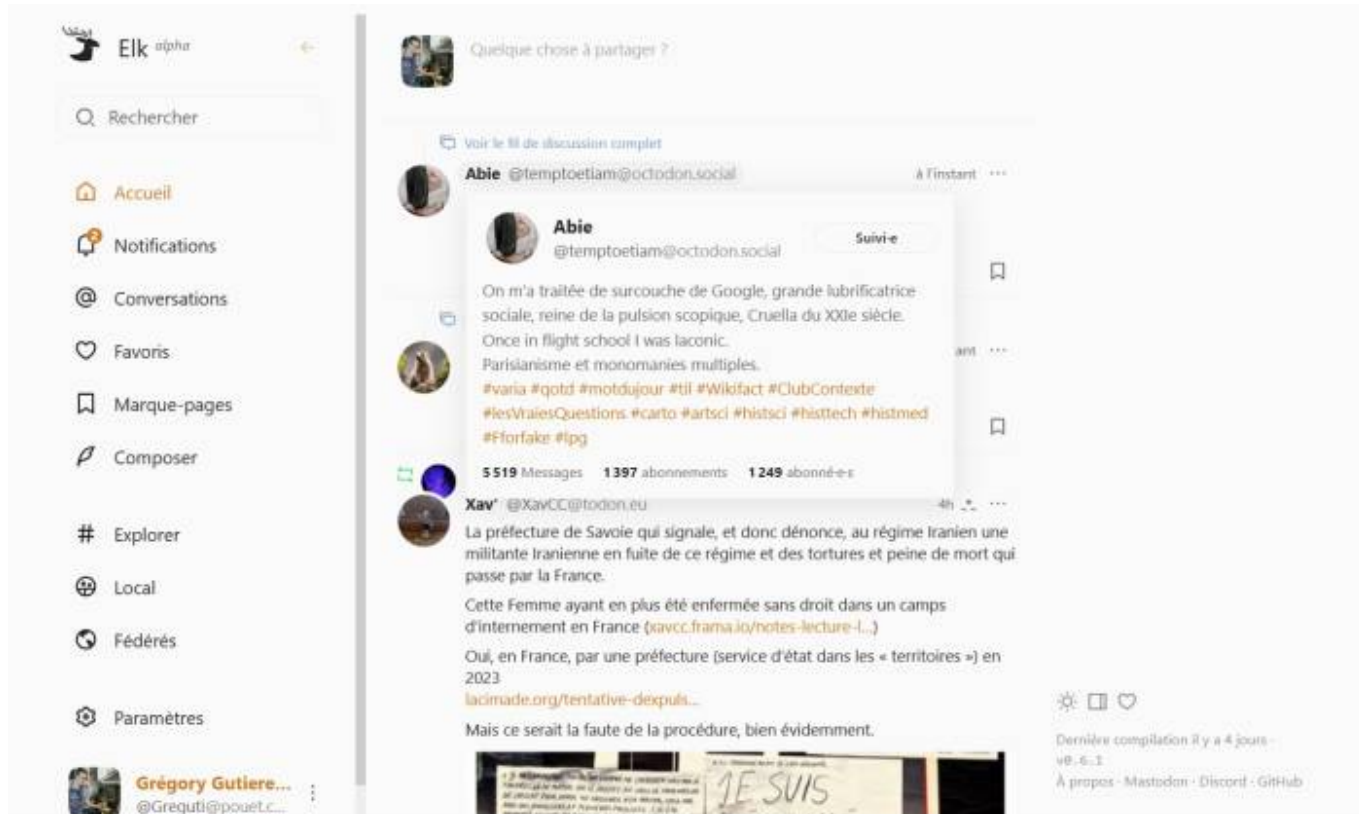 Elk alpha
Rechercher
Accueil
2
Notifications
Conversations
Favoris
Marque-pages
Composer
Explorer
Local
Fédérés
Paramètres
Grégory Gutiere...
@Greguti@pouet.c...
Quelque chose à partager ?
Voir le fil de discussion complet
Abie @temptoetiam@octodon.social à l'instant
Abie
@temptoetiam@octodon.social
Suivi·e
On m'a traitée de surcouche de Google, grande lubrificatrice
sociale, reine de la pulsion scopique, Cruella du XXIe siècle.
Once in flight school I was laconic.
Parisianisme et monomanies multiples.
#varia #qotd #motdujour #til #Wikifact #ClubContexte
#lesVraiesQuestions #carto #artsci #histsci #histtech #histmed
#Fforfake #lpg
5 519 Messages 1 397 abonnements 1 249 abonné·e·s
ant
Xav' @XavCC@todon.eu 4h
La préfecture de Savoie qui signale, et donc dénonce, au régime Iranien une
militante Iranienne en fuite de ce régime et des tortures et peine de mort qui
passe par la France.
Cette Femme ayant en plus été enfermée sans droit dans un camps
d'internement en France (xavcc.frama.io/notes-lecture-l...)
Oui, en France, par une préfecture (service d'état dans les « territoires ») en
2023
lacimade.org/tentative-dexpuls...
Mais ce serait la faute de la procédure, bien évidemment.
JE SUIS
Dernière compilation il y a 4 jours ·
v0.6.1
À propos · Mastodon · Discord · GitHub